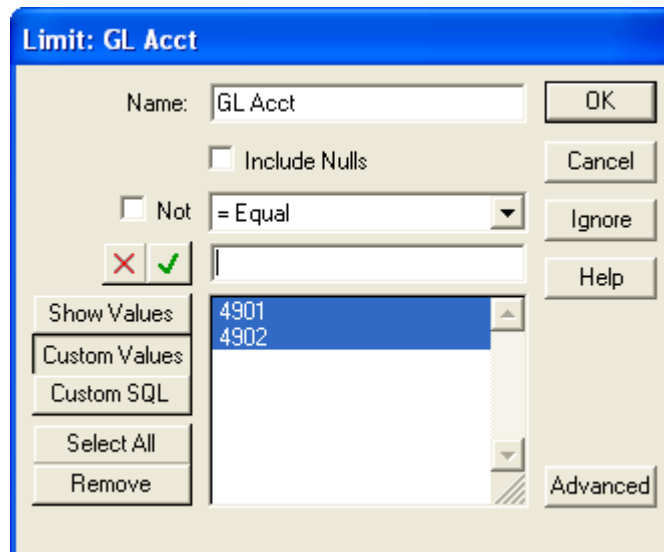 Limit: GL Acct
Name: GL Acct OK
Include Nulls Cancel
Not = Equal Ignore
Help
Show Values 4901
4902
Custom Values
Custom SQL
Select All
Remove Advanced